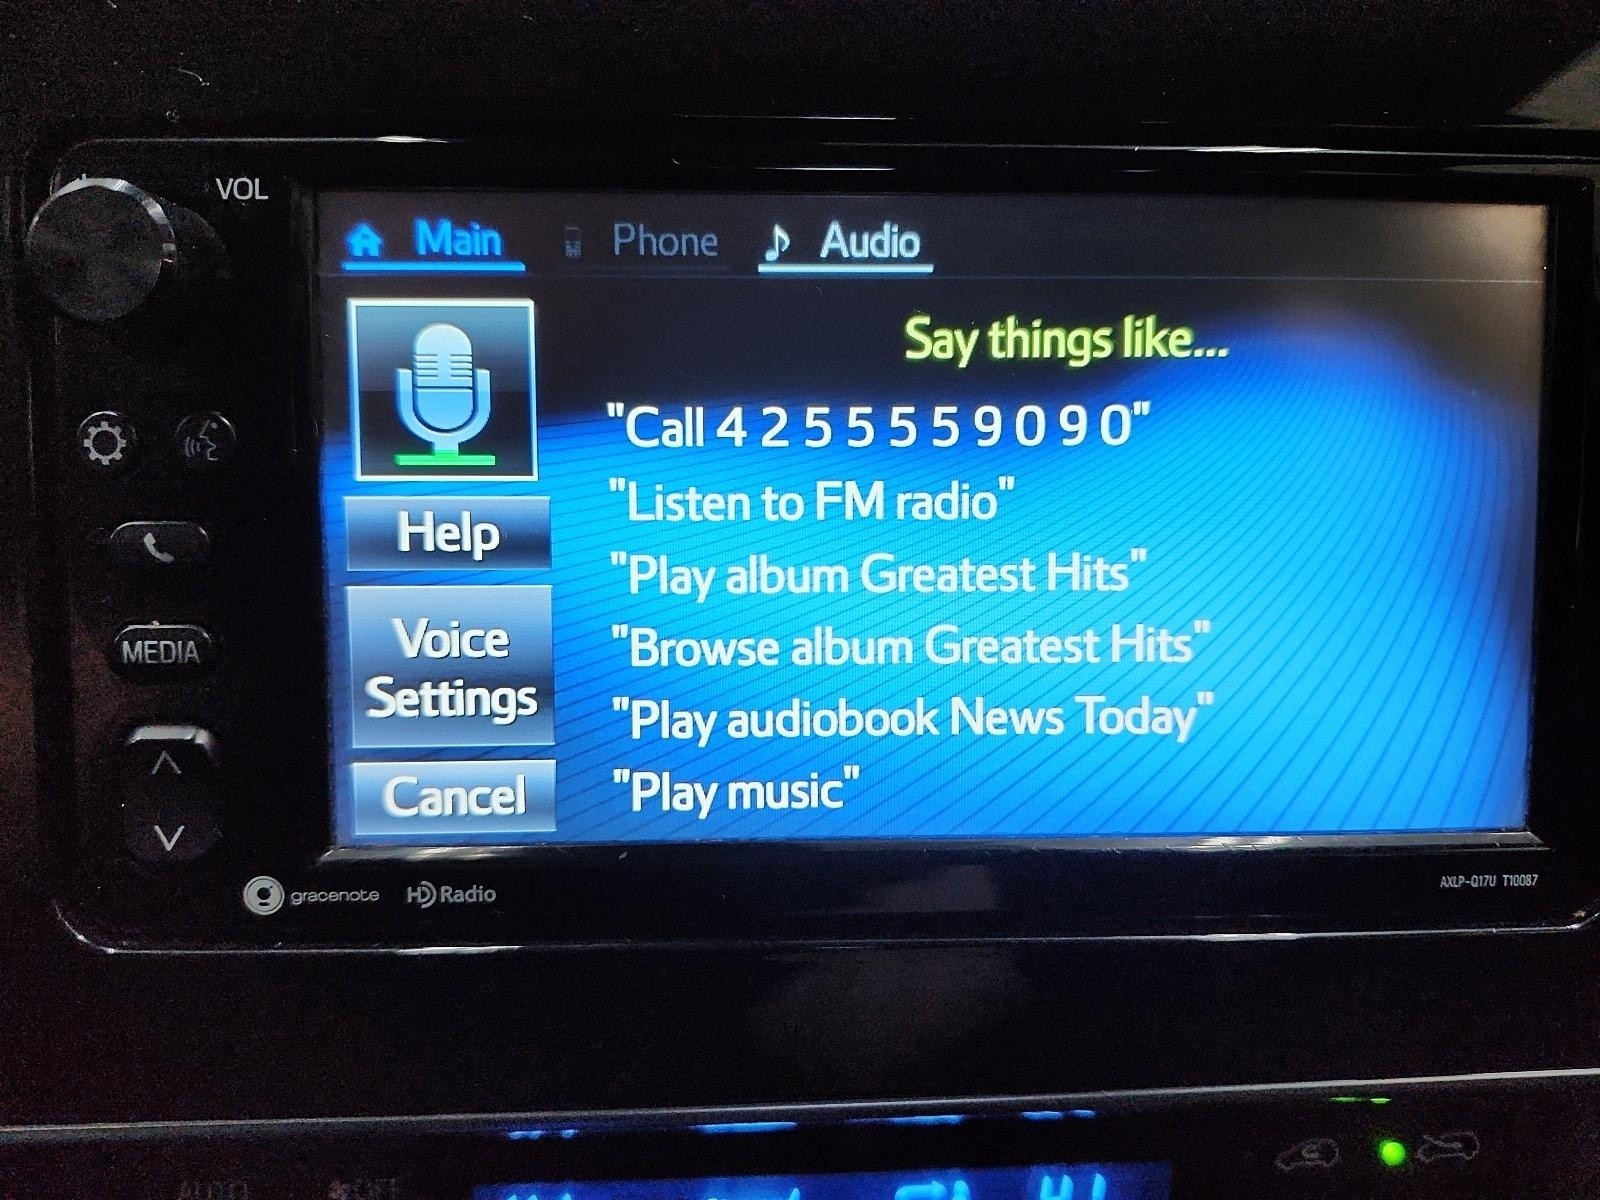 VOL
Main Phone Audio
Say things like...
"Call 4 2 5 5 5 5 9 0 9 0"
"Listen to FM radio"
Help
"Play album Greatest Hits"
Voice
Settings
"Browse album Greatest Hits"
MEDIA
"Play audiobook News Today"
Cancel
"Play music"
gracenote HD Radio
AXLP-Q17U T10087
AUTO OFF